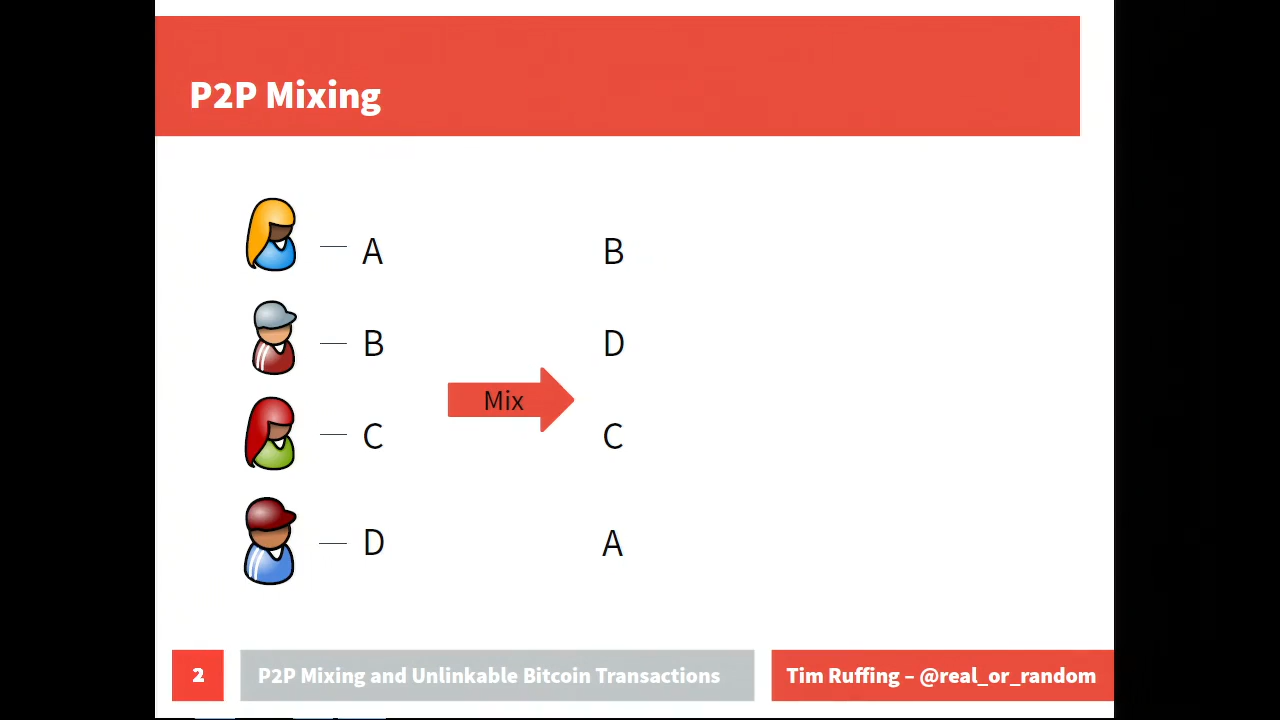 P2P Mixing
A
B
B
D
Mix
C
C
D
A
2
P2P Mixing and Unlinkable Bitcoin Transactions
Tim Ruffing – @real_or_random